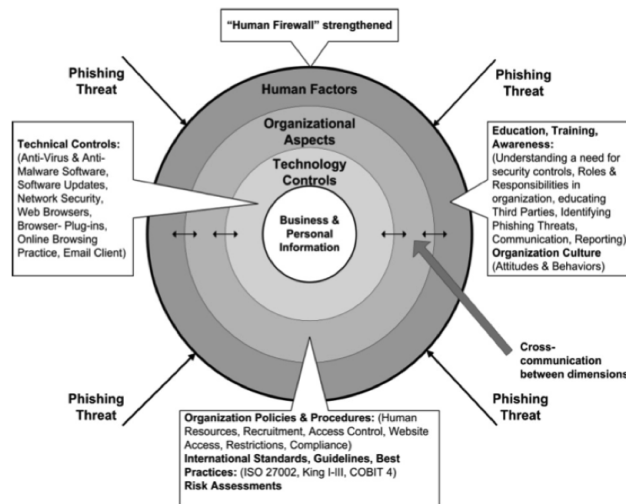 “Human Firewall” strengthened
Phishing
Threat
Phishing
Threat
Human Factors
Organizational
Aspects
Technology
Controls
Business &
Personal
Information
Technical Controls:
(Anti-Virus & Anti-
Malware Software,
Software Updates,
Network Security,
Web Browsers,
Browser- Plug-ins,
Online Browsing
Practice, Email Client)
Education, Training,
Awareness:
(Understanding a need for
security controls, Roles &
Responsibilities in
organization, educating
Third Parties, Identifying
Phishing Threats,
Communication, Reporting)
Organization Culture
(Attitudes & Behaviors)
Cross-
communication
between dimensions
Phishing
Threat
Phishing
Threat
Organization Policies & Procedures: (Human
Resources, Recruitment, Access Control, Website
Access, Restrictions, Compliance)
International Standards, Guidelines, Best
Practices: (ISO 27002, King I-III, COBIT 4)
Risk Assessments